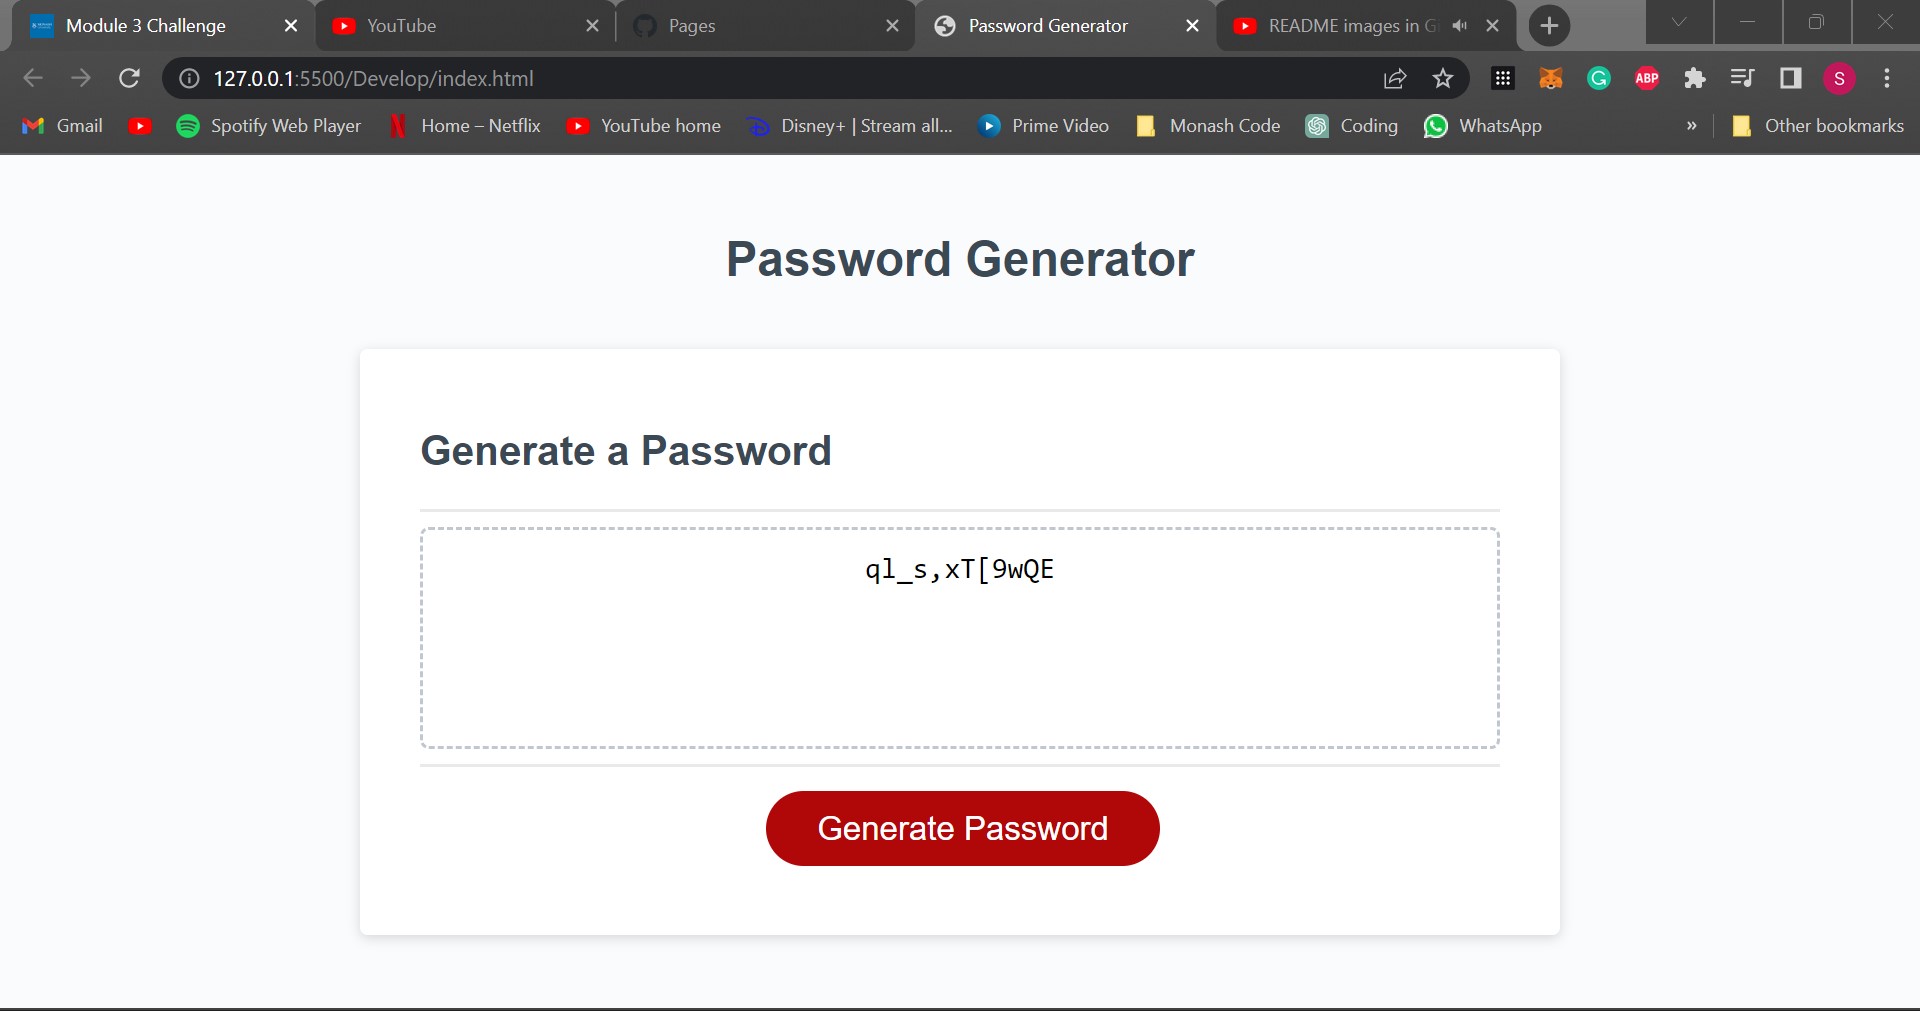 Module 3 Challenge
YouTube
Pages
Password Generator
README images in Gi
127.0.0.1:5500/Develop/index.html
ABP
S
Gmail
Spotify Web Player
Home – Netflix
YouTube home
Disney+ | Stream all...
Prime Video
Monash Code
Coding
WhatsApp
»
Other bookmarks
Password Generator
Generate a Password
ql_s,xT[9wQE
Generate Password